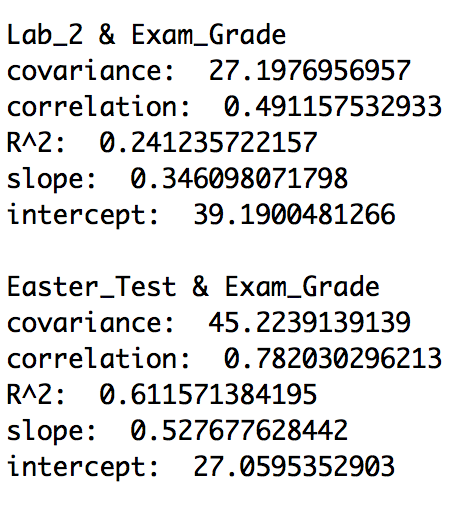 Lab_2 & Exam_Grade
covariance:  27.1976956957
correlation:  0.491157532933
R^2:  0.241235722157
slope:  0.346098071798
intercept:  39.1900481266
Easter_Test & Exam_Grade
covariance:  45.2239139139
correlation:  0.782030296213
R^2:  0.611571384195
slope:  0.527677628442
intercept:  27.0595352903